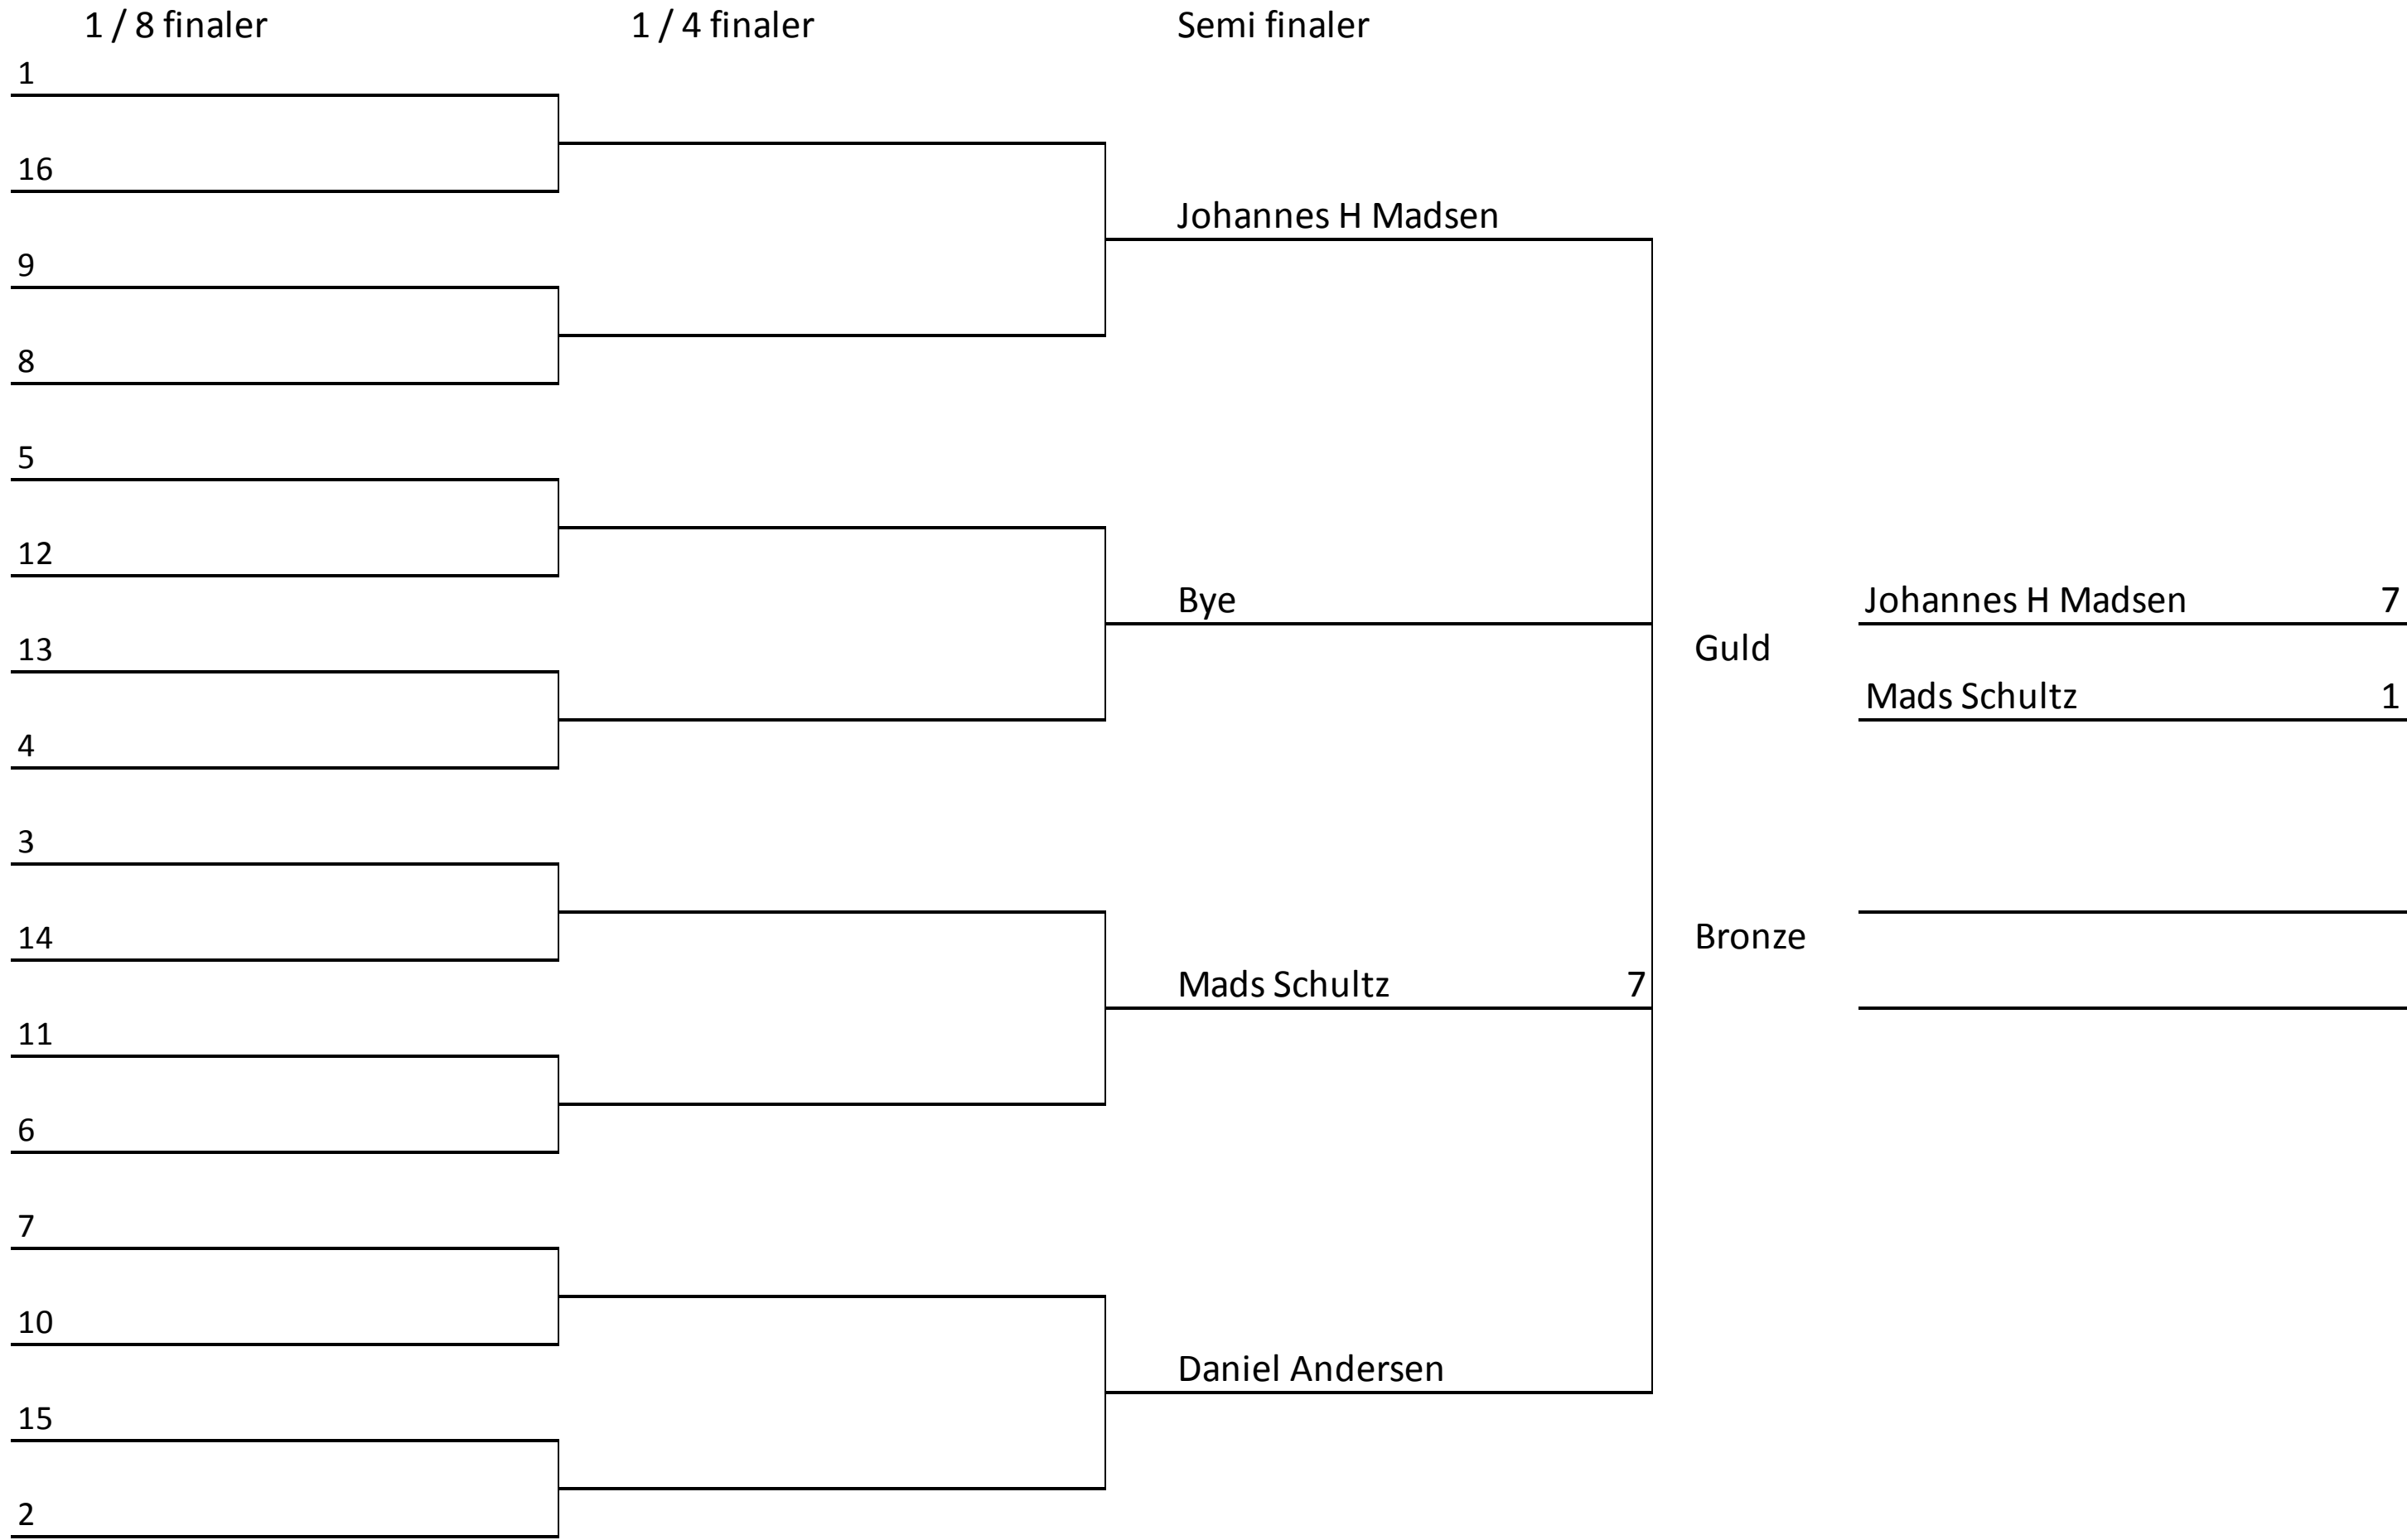 1 / 8 finaler 1 / 4 finaler Semi finaler
1
16
Johannes H Madsen
9
8
5
12
Bye
Johannes H Madsen 7
13
Guld
Mads Schultz 1
4
3
14
Bronze
Mads Schultz 7
11
6
7
10
Daniel Andersen
15
2